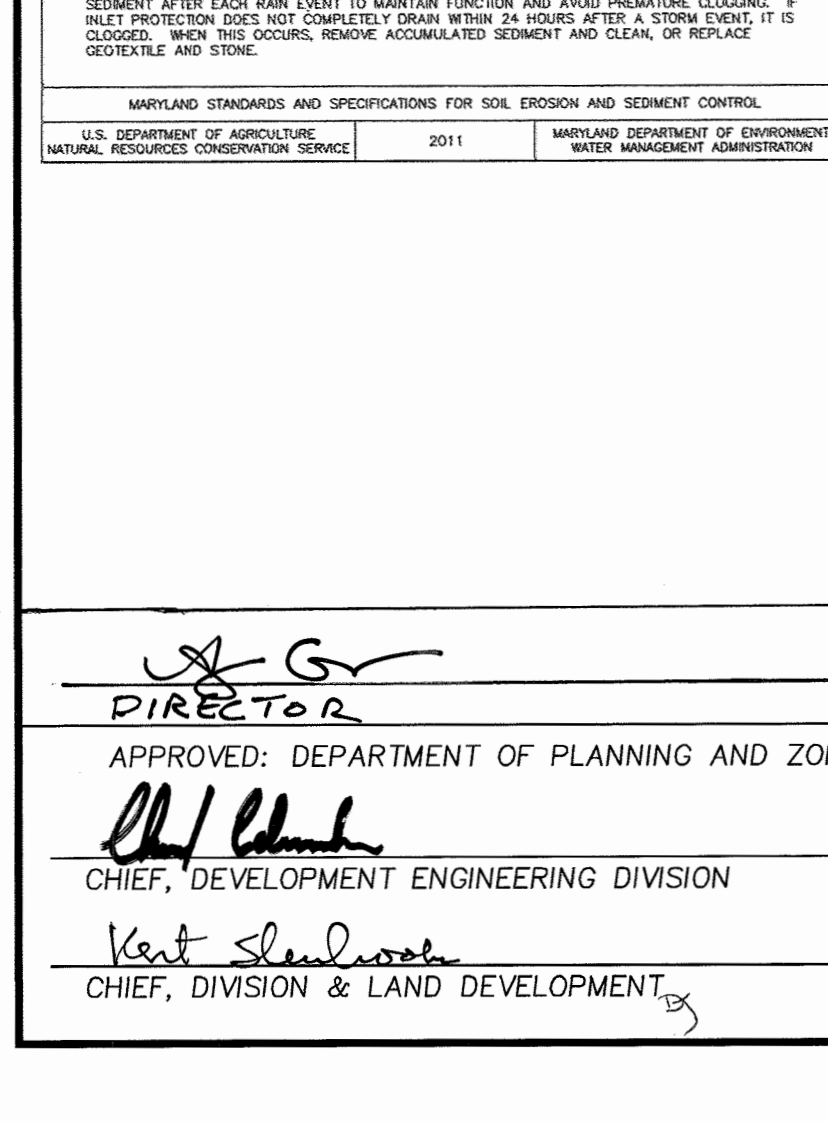 SEDIMENT AFTER EACH RAIN EVENT TO MAINTAIN FUNCTION AND AVOID PREMATURE CLOGGING. IF
INLET PROTECTION DOES NOT COMPLETELY DRAIN WITHIN 24 HOURS AFTER A STORM EVENT, IT IS
CLOGGED. WHEN THIS OCCURS, REMOVE ACCUMULATED SEDIMENT AND CLEAN, OR REPLACE
GEOTEXTILE AND STONE.
MARYLAND STANDARDS AND SPECIFICATIONS FOR SOIL EROSION AND SEDIMENT CONTROL
U.S. DEPARTMENT OF AGRICULTURE
NATURAL RESOURCES CONSERVATION SERVICE
2011
MARYLAND DEPARTMENT OF ENVIRONMENT
WATER MANAGEMENT ADMINISTRATION
DIRECTOR
APPROVED: DEPARTMENT OF PLANNING AND ZO
CHIEF, DEVELOPMENT ENGINEERING DIVISION
Kent
CHIEF, DIVISION & LAND DEVELOPMENT